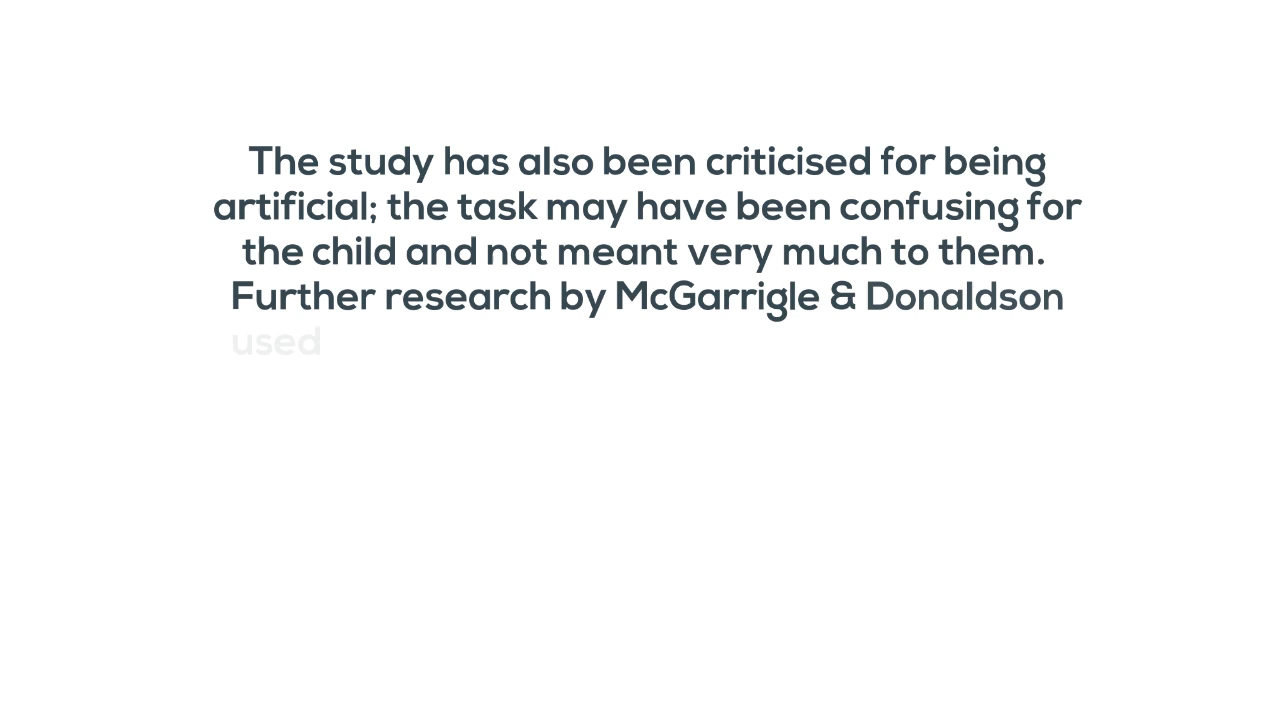 The study has also been criticised for being
artificial; the task may have been confusing for
the child and not meant very much to them.
Further research by McGarrigle & Donaldson
used